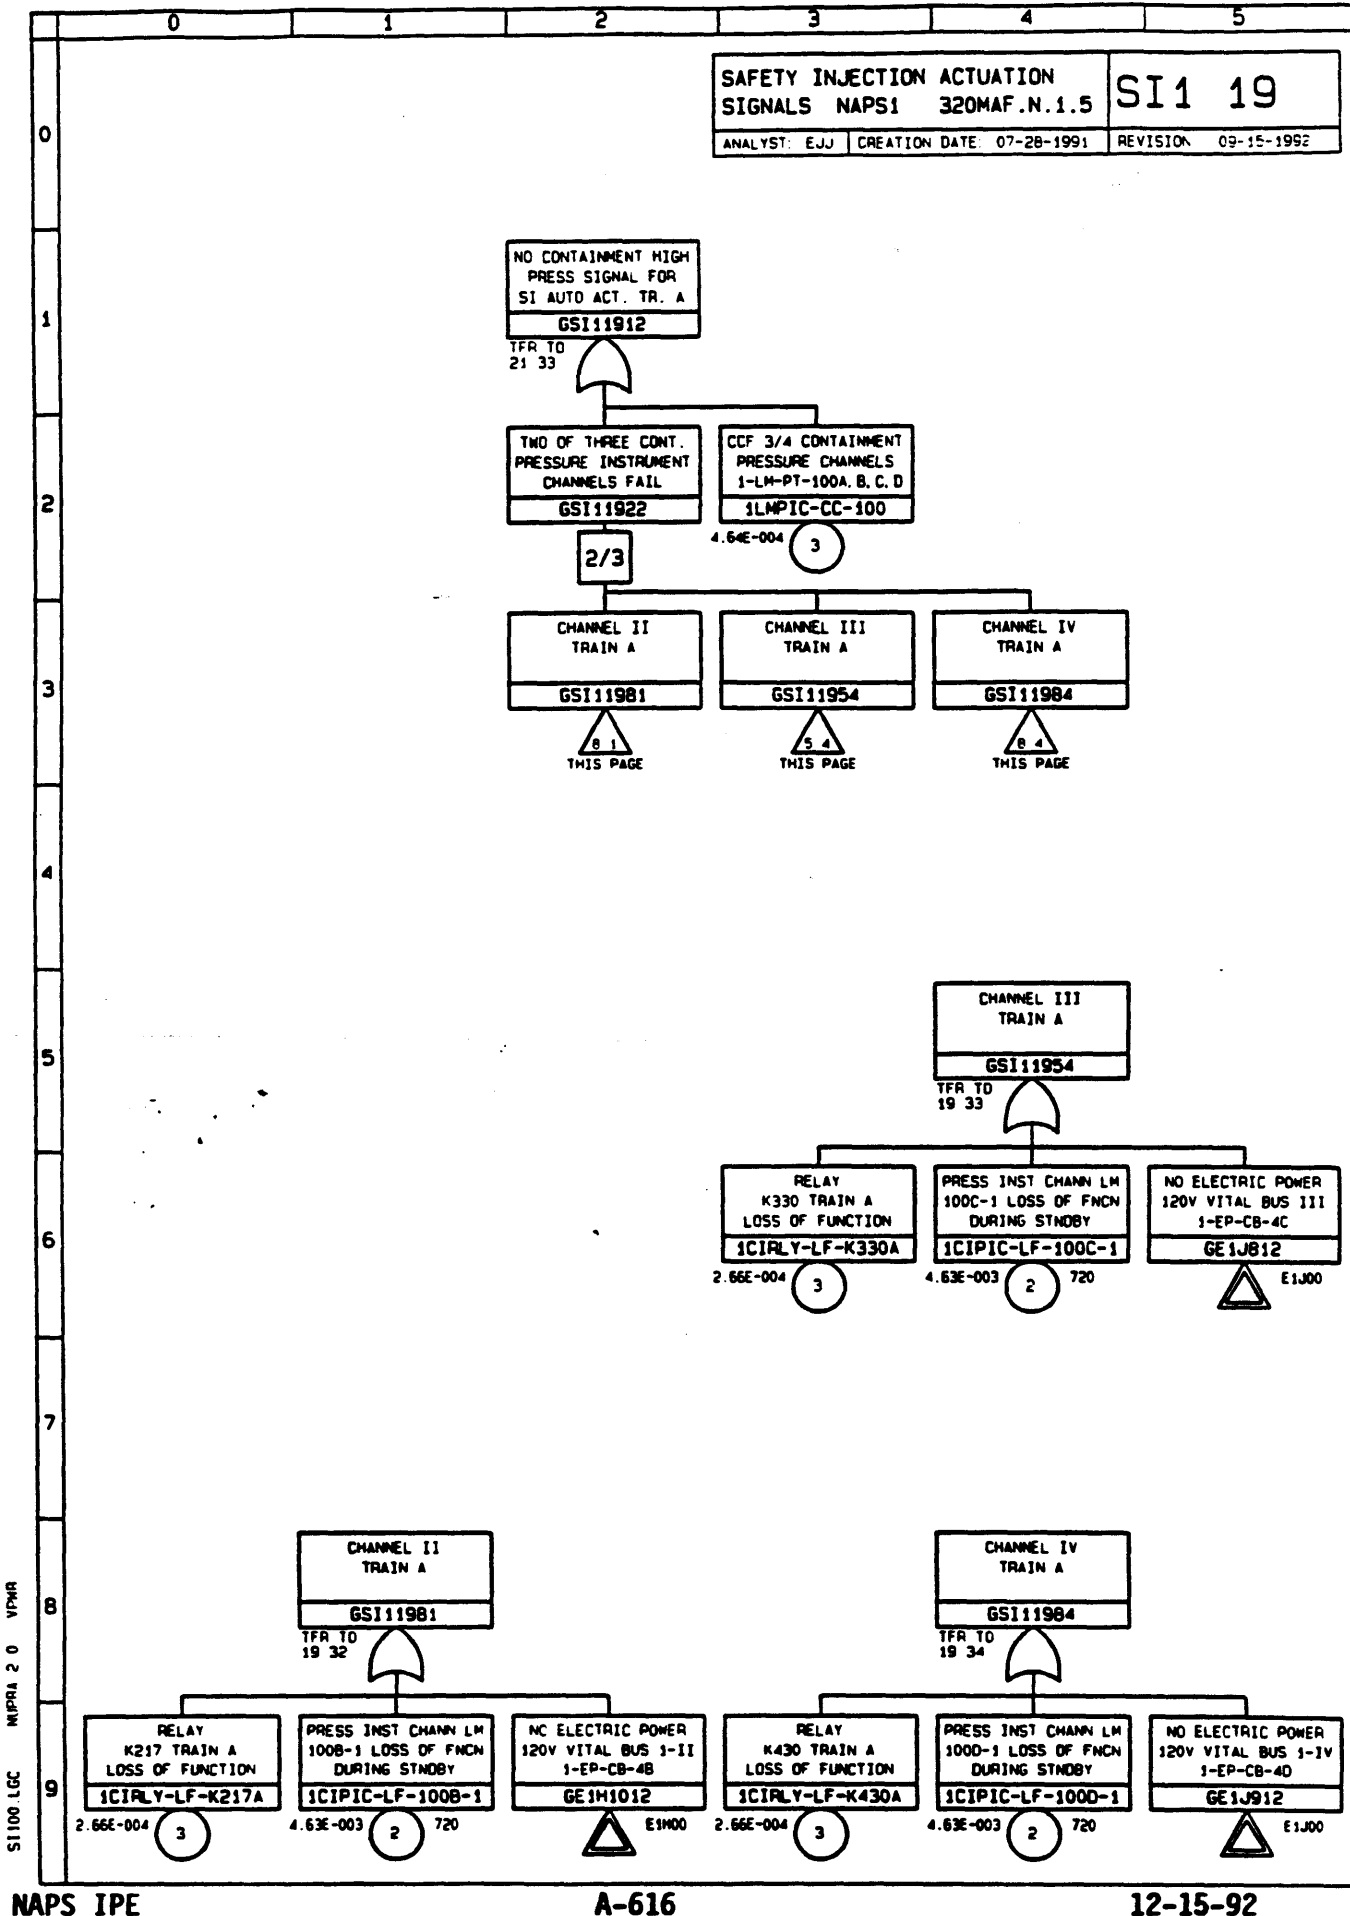 0 1 2 3 4 5
SAFETY INJECTION ACTUATION
SIGNALS NAPS1 320MAF.N.1.5
SI1 19
ANALYST: EJJ CREATION DATE: 07-28-1991 REVISION 09-15-1992
0
NO CONTAINMENT HIGH
PRESS SIGNAL FOR
SI AUTO ACT. TR. A
GSI11912
TFR TO
21 33
1
TWO OF THREE CONT.
PRESSURE INSTRUMENT
CHANNELS FAIL
GSI11922
2/3
CCF 3/4 CONTAINMENT
PRESSURE CHANNELS
1-LM-PT-100A, B, C, D
1LMPIC-CC-100
4.64E-004 3
2
CHANNEL II
TRAIN A
GSI11981
8 1
THIS PAGE
CHANNEL III
TRAIN A
GSI11954
5 4
THIS PAGE
CHANNEL IV
TRAIN A
GSI11984
8 4
THIS PAGE
3
4
CHANNEL III
TRAIN A
GSI11954
TFR TO
19 33
5
RELAY
K330 TRAIN A
LOSS OF FUNCTION
1CIRLY-LF-K330A
2.66E-004 3
PRESS INST CHANN LM
100C-1 LOSS OF FNCN
DURING STNDBY
1CIPIC-LF-100C-1
4.63E-003 2 720
NO ELECTRIC POWER
120V VITAL BUS III
1-EP-CB-4C
GE1J812
E1J00
6
7
CHANNEL II
TRAIN A
GSI11981
TFR TO
19 32
CHANNEL IV
TRAIN A
GSI11984
TFR TO
19 34
8
RELAY
K217 TRAIN A
LOSS OF FUNCTION
1CIRLY-LF-K217A
2.66E-004 3
PRESS INST CHANN LM
100B-1 LOSS OF FNCN
DURING STNDBY
1CIPIC-LF-100B-1
4.63E-003 2 720
NC ELECTRIC POWER
120V VITAL BUS 1-II
1-EP-CB-4B
GE1H1012
E1H00
RELAY
K430 TRAIN A
LOSS OF FUNCTION
1CIRLY-LF-K430A
2.66E-004 3
PRESS INST CHANN LM
100D-1 LOSS OF FNCN
DURING STNDBY
1CIPIC-LF-100D-1
4.63E-003 2 720
NO ELECTRIC POWER
120V VITAL BUS 1-IV
1-EP-CB-4D
GE1J912
E1J00
9
SI100.LGC NUPRA 2 0 VPWR
NAPS IPE A-616 12-15-92